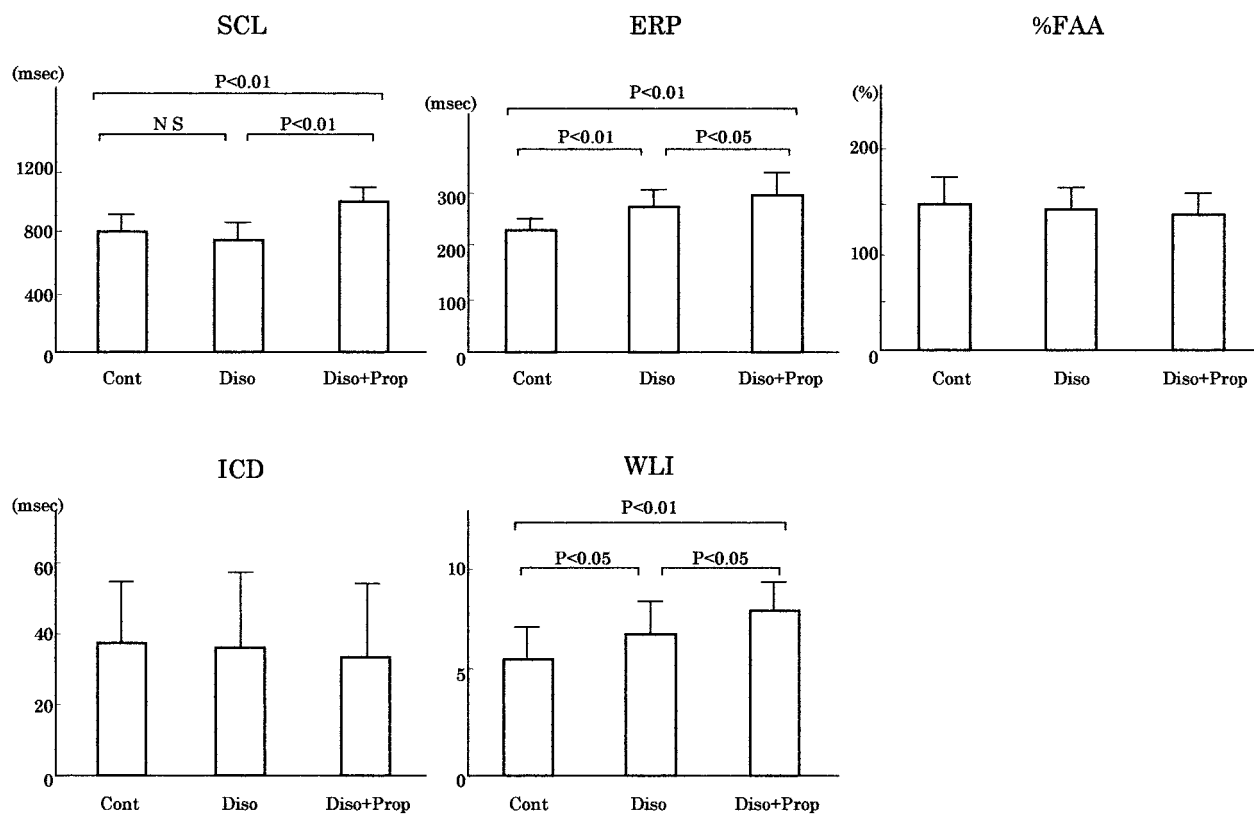 SCL
(msec)
P<0.01
N S
P<0.01
1200
800
400
0
Cont
Diso
Diso+Prop
ERP
(msec)
P<0.01
P<0.01
P<0.05
300
200
100
0
Cont
Diso
Diso+Prop
%FAA
(%)
200
100
0
Cont
Diso
Diso+Prop
ICD
(msec)
60
40
20
0
Cont
Diso
Diso+Prop
WLI
P<0.01
P<0.05
P<0.05
10
5
0
Cont
Diso
Diso+Prop